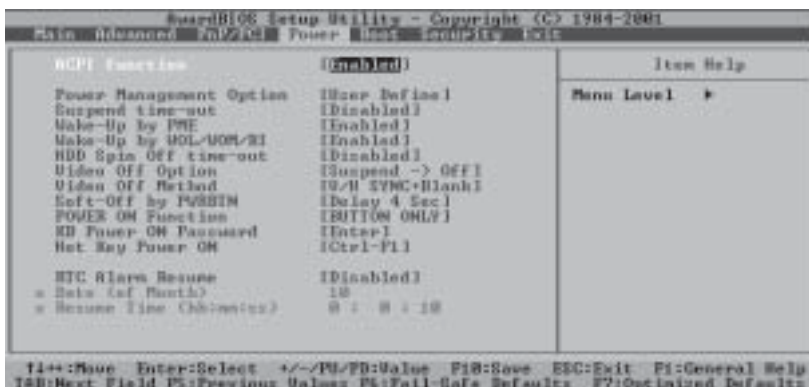 AwardBIOS Setup Utility - Copyright (C) 1984-2001
Main Advanced PnP/PCI Power Boot Security Exit
ACPI Function [Enabled]
Item Help
Power Management Option [User Define]
Menu Level
Suspend time-out [Disabled]
Wake-Up by PME [Enabled]
Wake-Up by WOL/WOM/RI [Enabled]
HDD Spin Off time-out [Disabled]
Video Off Option [Suspend -> Off]
Video Off Method [V/H SYNC+Blank]
Soft-Off by PWRBTN [Delay 4 Sec]
POWER ON Function [BUTTON ONLY]
KB Power ON Password [Enter]
Hot Key Power ON [Ctrl-F1]
RTC Alarm Resume [Disabled]
x Date (of Month) 10
x Resume Time (hh:mm:ss) 0 : 0 : 10
↑↓←→:Move Enter:Select +/-/PU/PD:Value F10:Save ESC:Exit F1:General Help
TAB:Next Field F5:Previous Values F6:Fail-Safe Defaults F7:Optimized Defaults